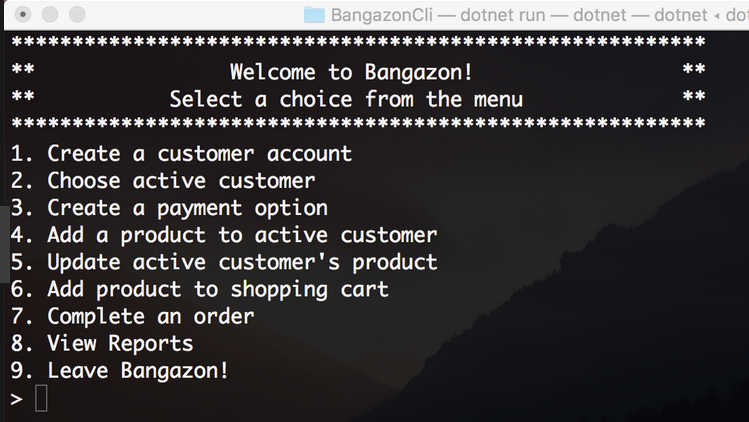 BangazonCli — dotnet run — dotnet — dotnet ◂
*********************************************************
** Welcome to Bangazon! **
** Select a choice from the menu **
*********************************************************
1. Create a customer account
2. Choose active customer
3. Create a payment option
4. Add a product to active customer
5. Update active customer's product
6. Add product to shopping cart
7. Complete an order
8. View Reports
9. Leave Bangazon!
>